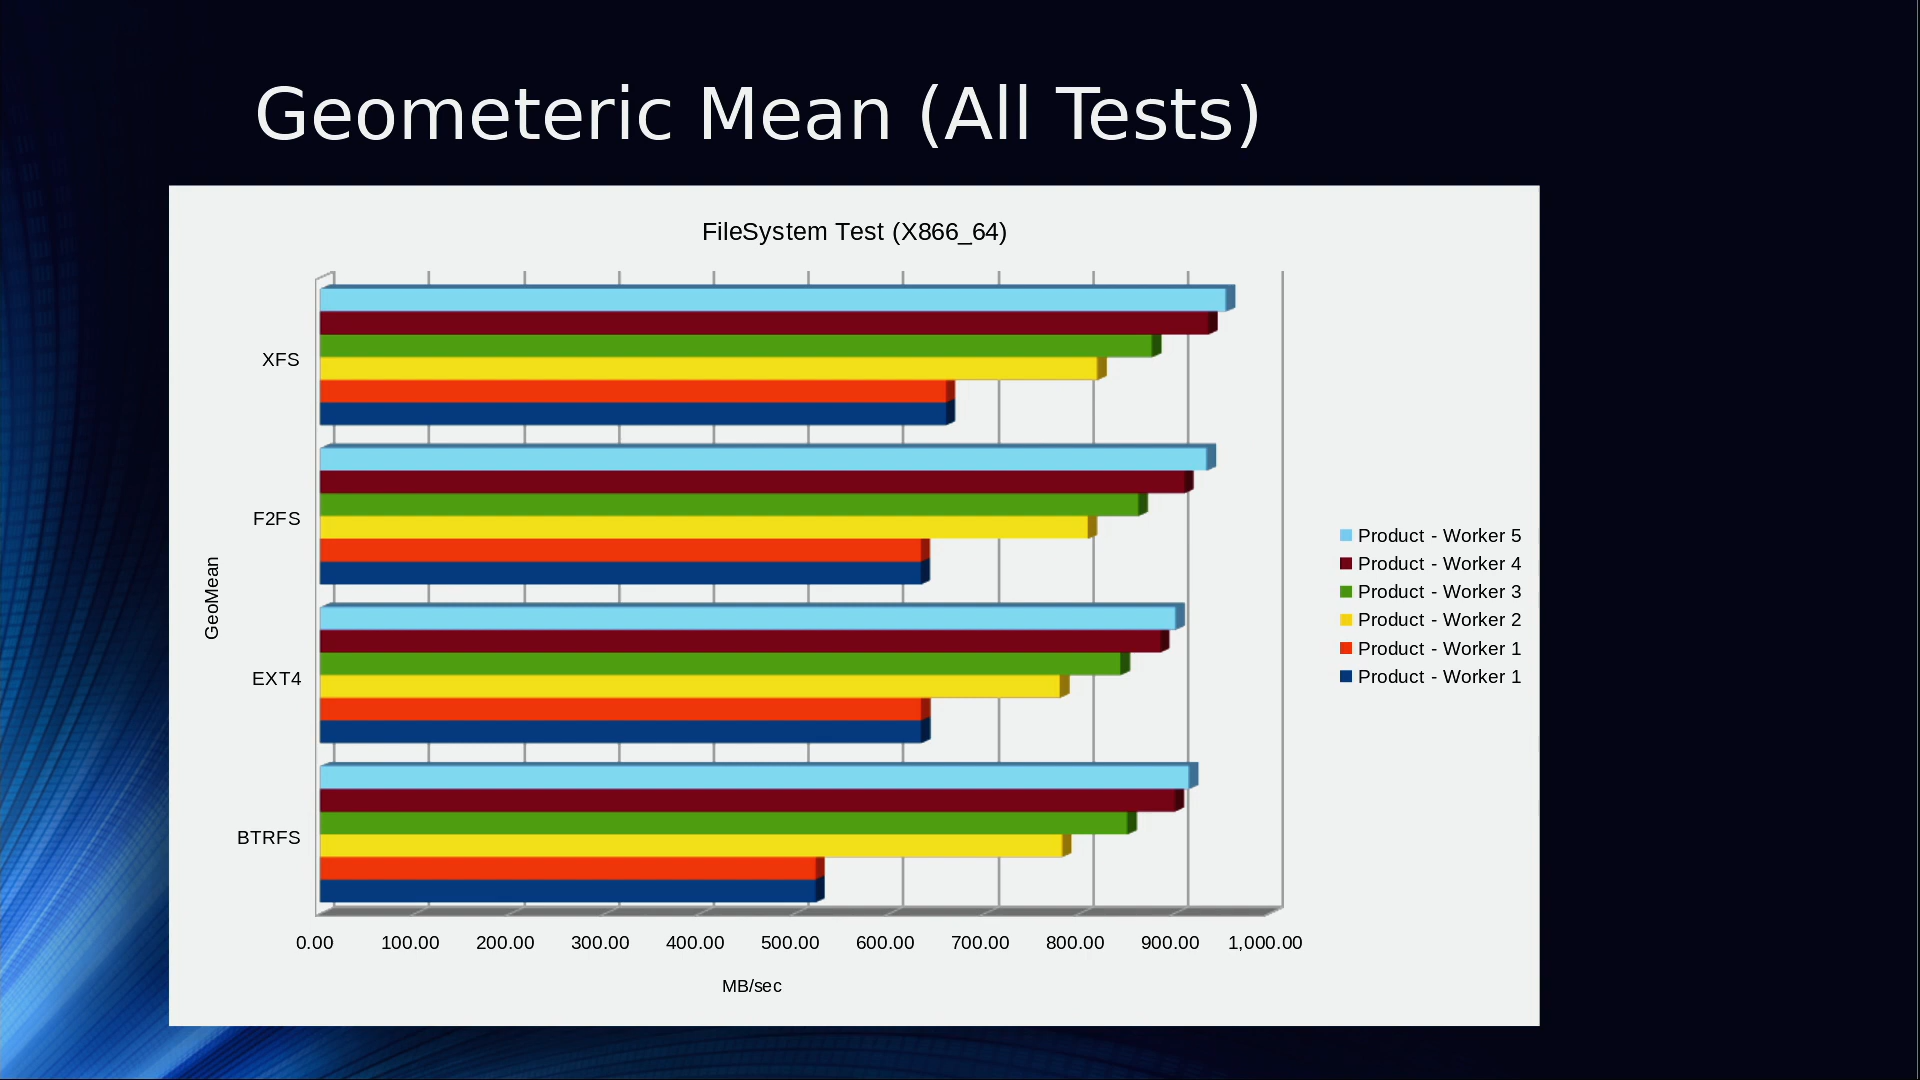 Geometeric Mean (All Tests)
FileSystem Test (X866_64)
XFS
F2FS
EXT4
BTRFS
GeoMean
0.00 100.00 200.00 300.00 400.00 500.00 600.00 700.00 800.00 900.00 1,000.00
MB/sec
Product - Worker 5
Product - Worker 4
Product - Worker 3
Product - Worker 2
Product - Worker 1
Product - Worker 1